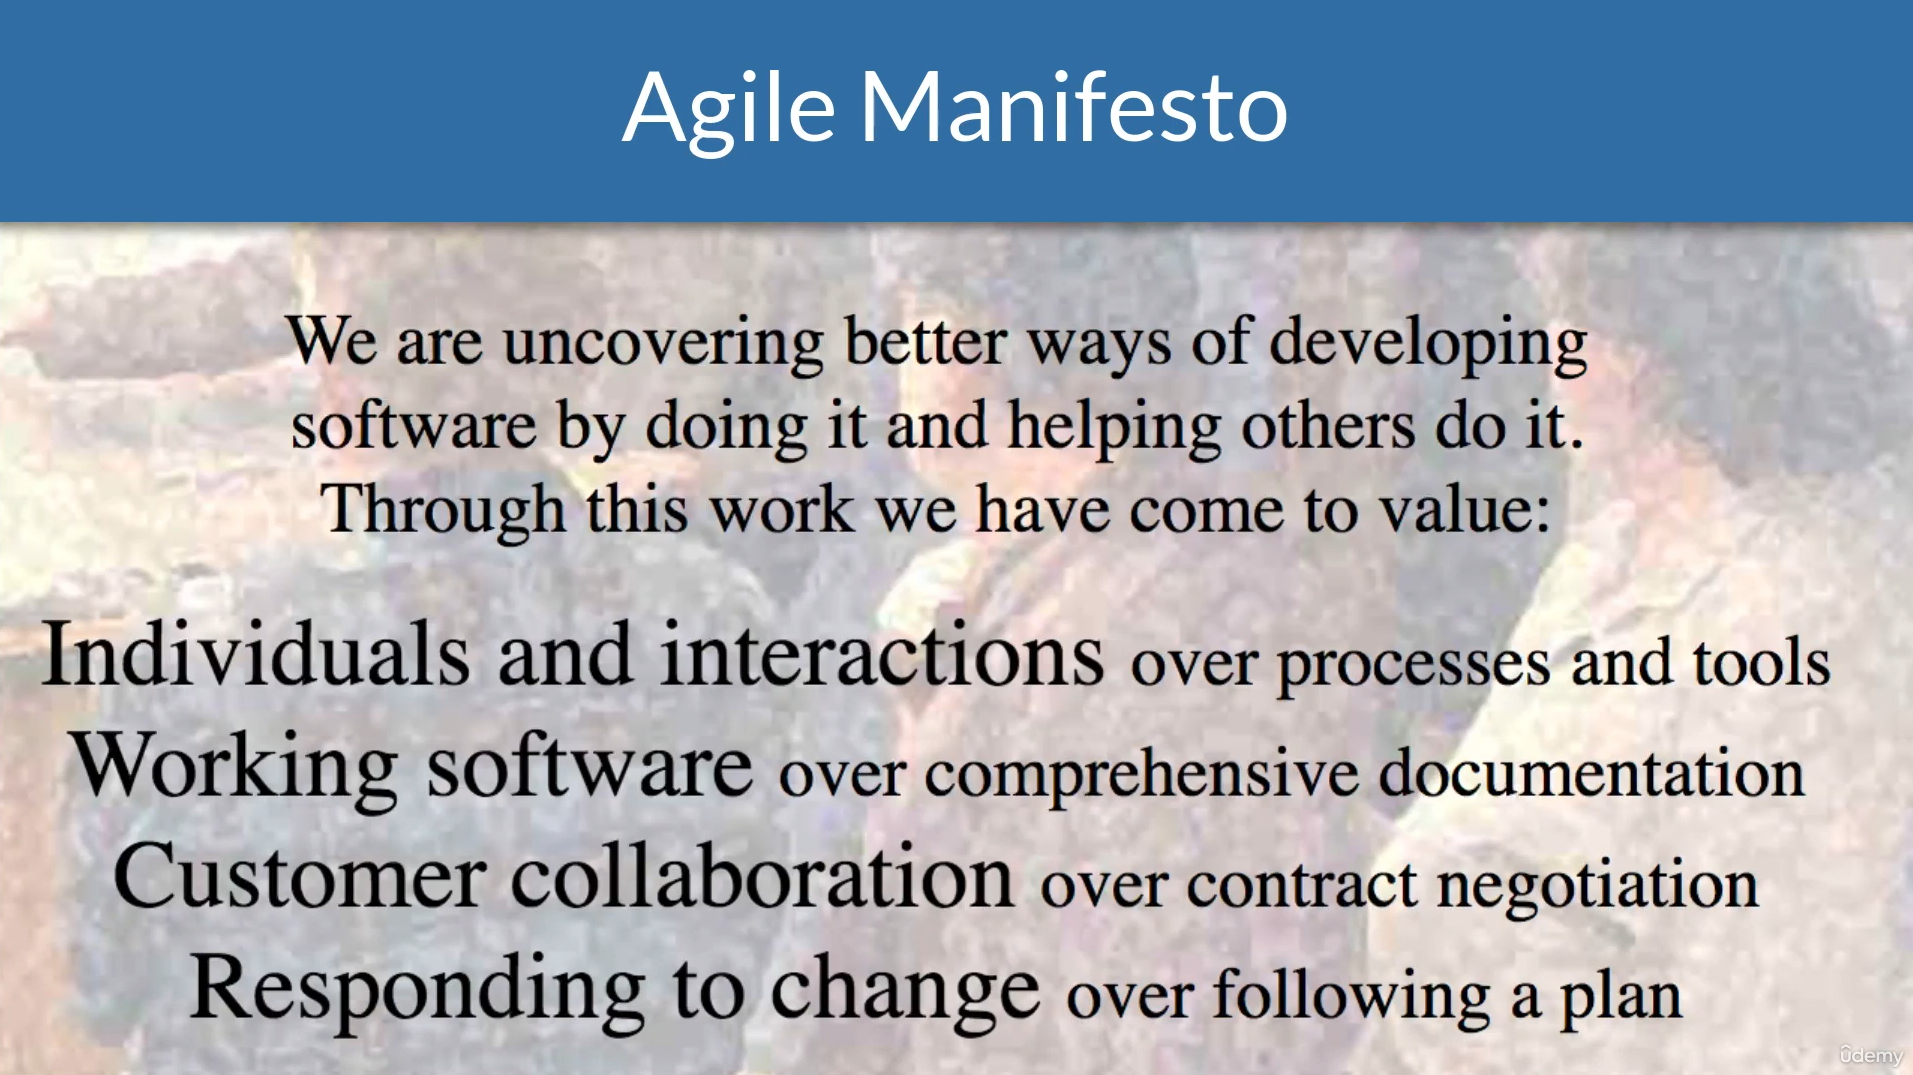 Agile Manifesto
We are uncovering better ways of developing
software by doing it and helping others do it.
Through this work we have come to value:
Individuals and interactions over processes and tools
Working software over comprehensive documentation
Customer collaboration over contract negotiation
Responding to change over following a plan
ûdemy